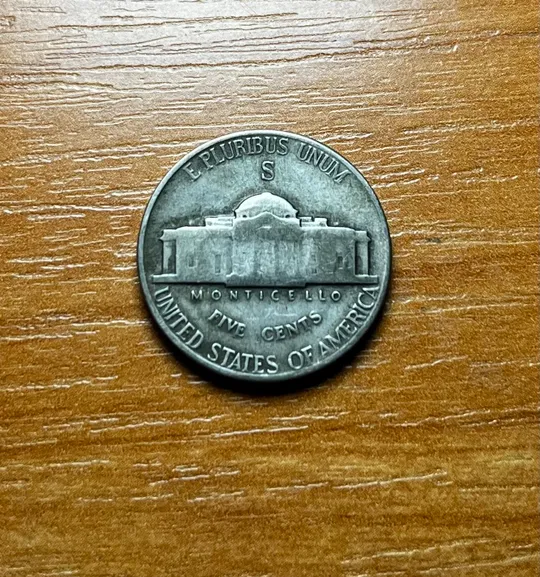 E PLURIBUS UNUM
S
MONTICELLO
FIVE CENTS
UNITED STATES OF AMERICA